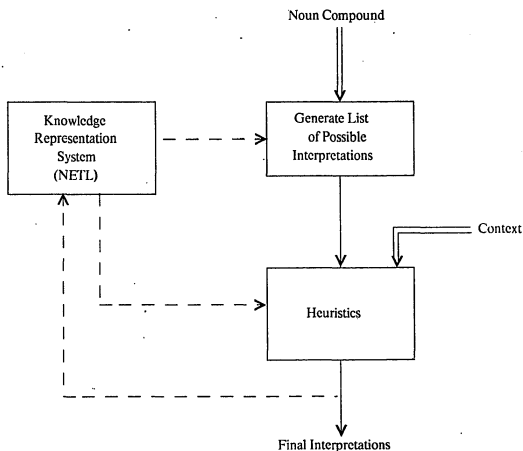 Noun Compound
Knowledge
Representation
System
(NETL)
Generate List
of Possible
Interpretations
Context
Heuristics
Final Interpretations